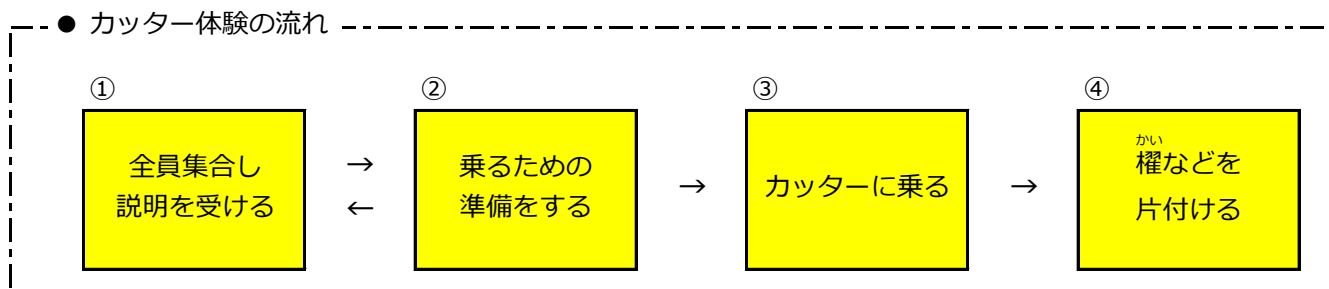 ● カッター体験の流れ
①
②
③
④
全員集合し
説明を受ける
→
←
乗るための
準備をする
→
カッターに乗る
→
かい
櫂などを
片付ける